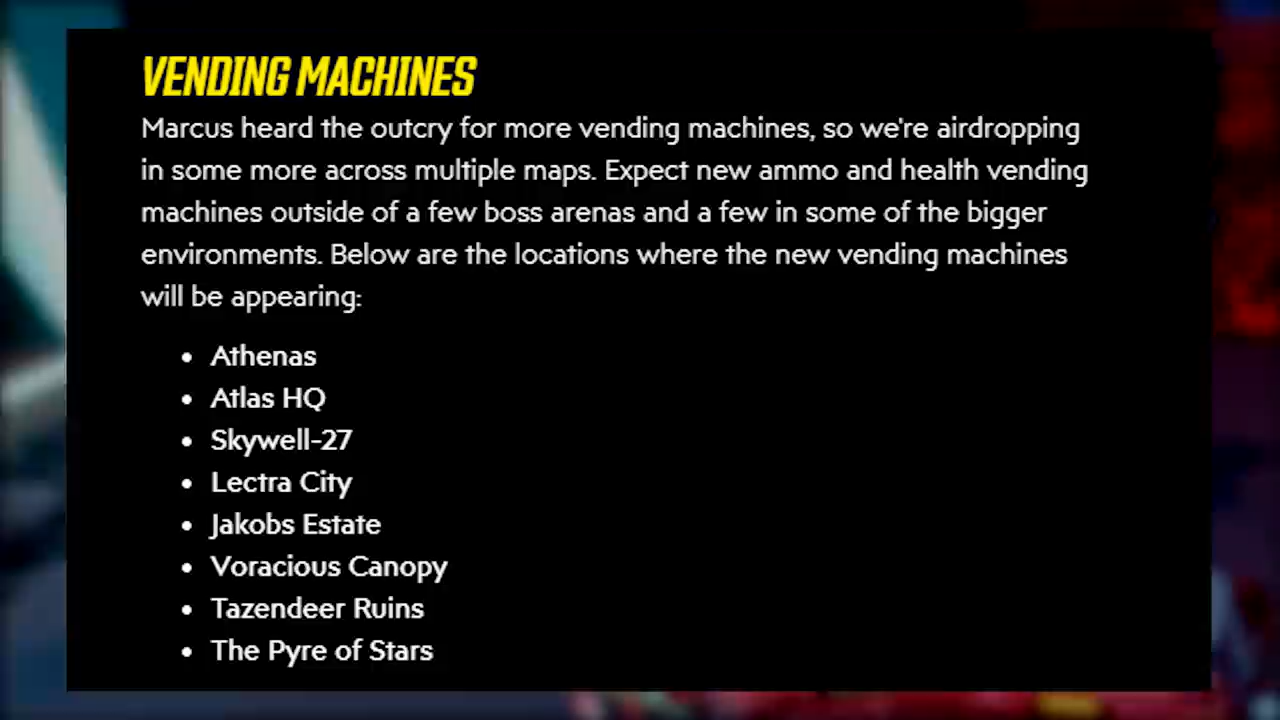 VENDING MACHINES
Marcus heard the outcry for more vending machines, so we're airdropping
in some more across multiple maps. Expect new ammo and health vending
machines outside of a few boss arenas and a few in some of the bigger
environments. Below are the locations where the new vending machines
will be appearing:
• Athenas
• Atlas HQ
• Skywell-27
• Lectra City
• Jakobs Estate
• Voracious Canopy
• Tazendeer Ruins
• The Pyre of Stars